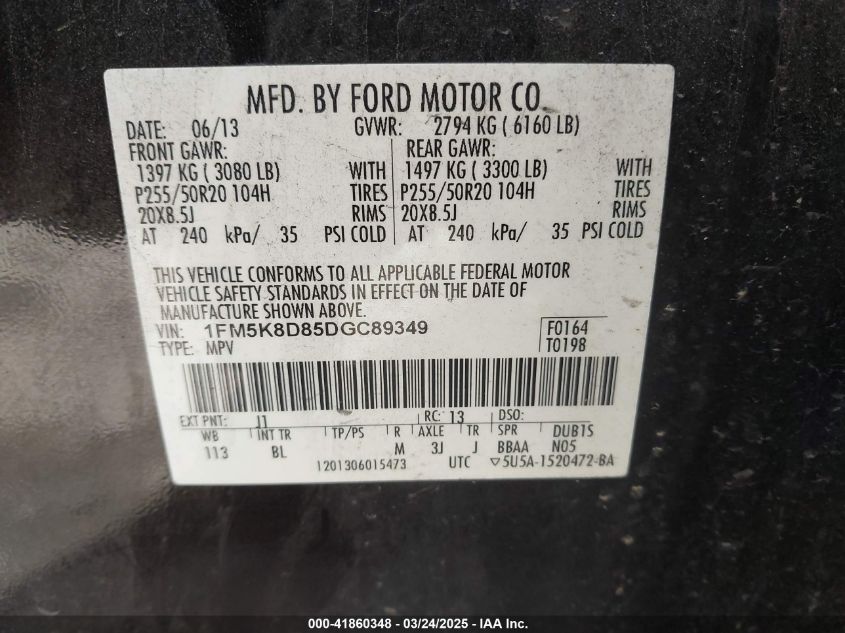 MFD. BY FORD MOTOR CO.
DATE: 06/13 GVWR: 2794 KG ( 6160 LB)
FRONT GAWR: REAR GAWR:
1397 KG ( 3080 LB) WITH 1497 KG ( 3300 LB) WITH
P255/50R20 104H TIRES P255/50R20 104H TIRES
20X8.5J RIMS 20X8.5J RIMS
AT 240 kPa/ 35 PSI COLD AT 240 kPa/ 35 PSI COLD
THIS VEHICLE CONFORMS TO ALL APPLICABLE FEDERAL MOTOR
VEHICLE SAFETY STANDARDS IN EFFECT ON THE DATE OF
MANUFACTURE SHOWN ABOVE.
VIN: 1FM5K8D85DGC89349 F0164
TYPE: MPV T0198
EXT PNT: J1 RC: 13 DSO:
WB INT TR TP/PS R AXLE TR SPR DUB1S
113 BL M 3J J BBAA N05
1201306015473 UTC ▽5U5A-1520472-BA
000-41860348 - 03/24/2025 - IAA Inc.